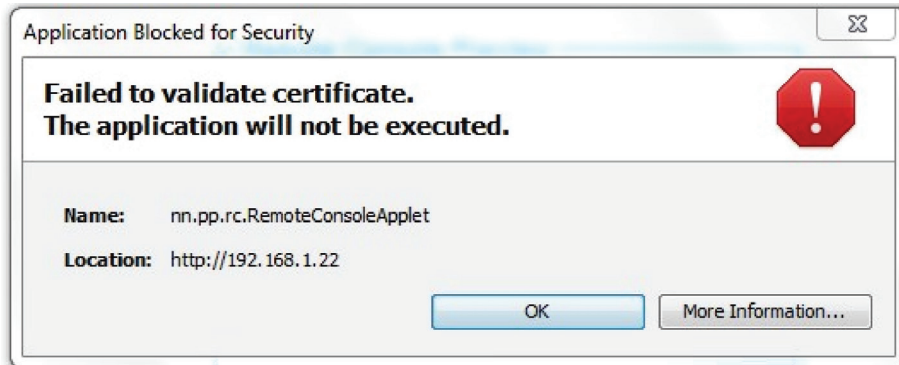 Application Blocked for Security
Failed to validate certificate.
The application will not be executed.
Name: nn.pp.rc.RemoteConsoleApplet
Location: http://192.168.1.22
OK More Information...